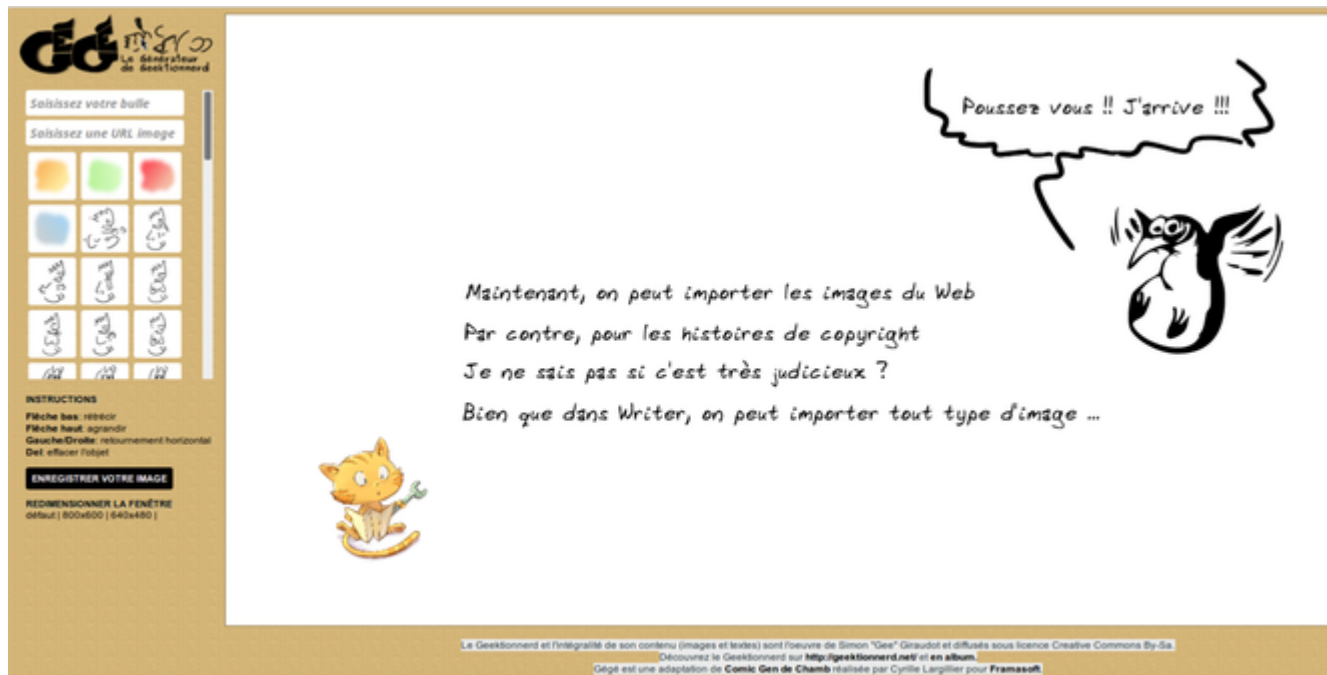 Le Générateur
de Geektionnerd
Saisissez votre bulle
Saisissez une URL image
INSTRUCTIONS
Flèche bas: rétrécir
Flèche haut: agrandir
Gauche/Droite: retournement horizontal
Del: effacer l'objet
ENREGISTRER VOTRE IMAGE
REDIMENSIONNER LA FENÊTRE
défaut | 800x600 | 640x480 |
Poussez vous !! J'arrive !!!
Maintenant, on peut importer les images du Web
Par contre, pour les histoires de copyright
Je ne sais pas si c'est très judicieux ?
Bien que dans Writer, on peut importer tout type d'image ...
Le Geektionnerd et l'intégralité de son contenu (images et textes) sont l'oeuvre de Simon "Gee" Giraudot et diffusés sous licence Creative Commons By-Sa.
Découvrez le Geektionnerd sur http://geektionnerd.net/ et en album.
Gégé est une adaptation de Comic Gen de Chamb réalisée par Cyrille Largillier pour Framasoft.